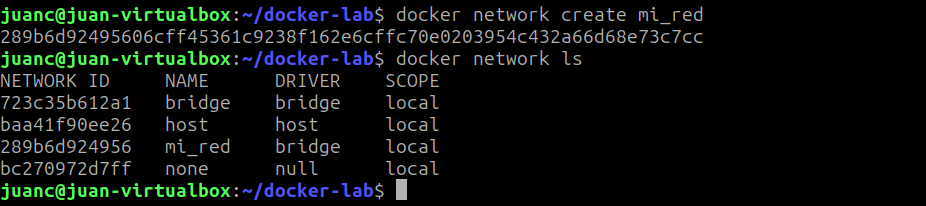 juanc@juan-virtualbox:~/docker-lab$ docker network create mi_red
289b6d92495606cff45361c9238f162e6cffc70e0203954c432a66d68e73c7cc
juanc@juan-virtualbox:~/docker-lab$ docker network ls
NETWORK ID     NAME      DRIVER    SCOPE
723c35b612a1   bridge    bridge    local
baa41f90ee26   host      host      local
289b6d924956   mi_red    bridge    local
bc270972d7ff   none      null      local
juanc@juan-virtualbox:~/docker-lab$